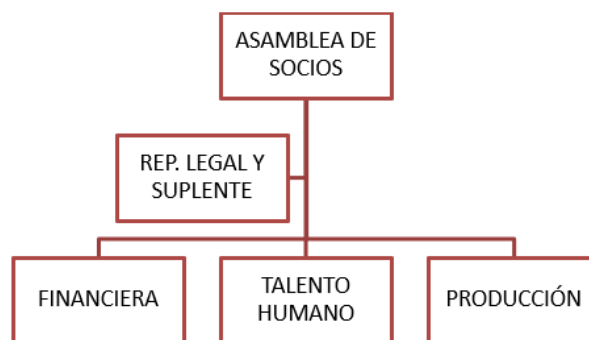 ASAMBLEA DE
SOCIOS
REP. LEGAL Y
SUPLENTE
FINANCIERA
TALENTO
HUMANO
PRODUCCIÓN